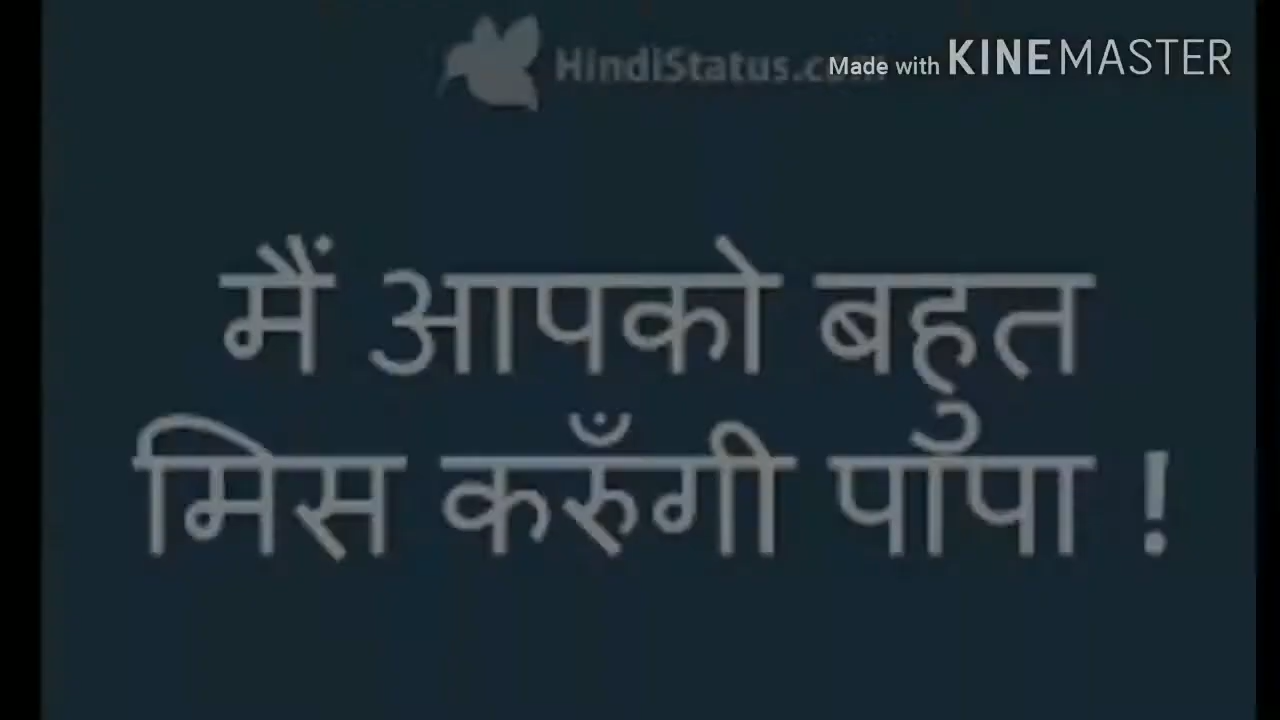 HindiStatus.com
Made with KINEMASTER
मैं आपको बहुत
मिस करुँगी पापा !